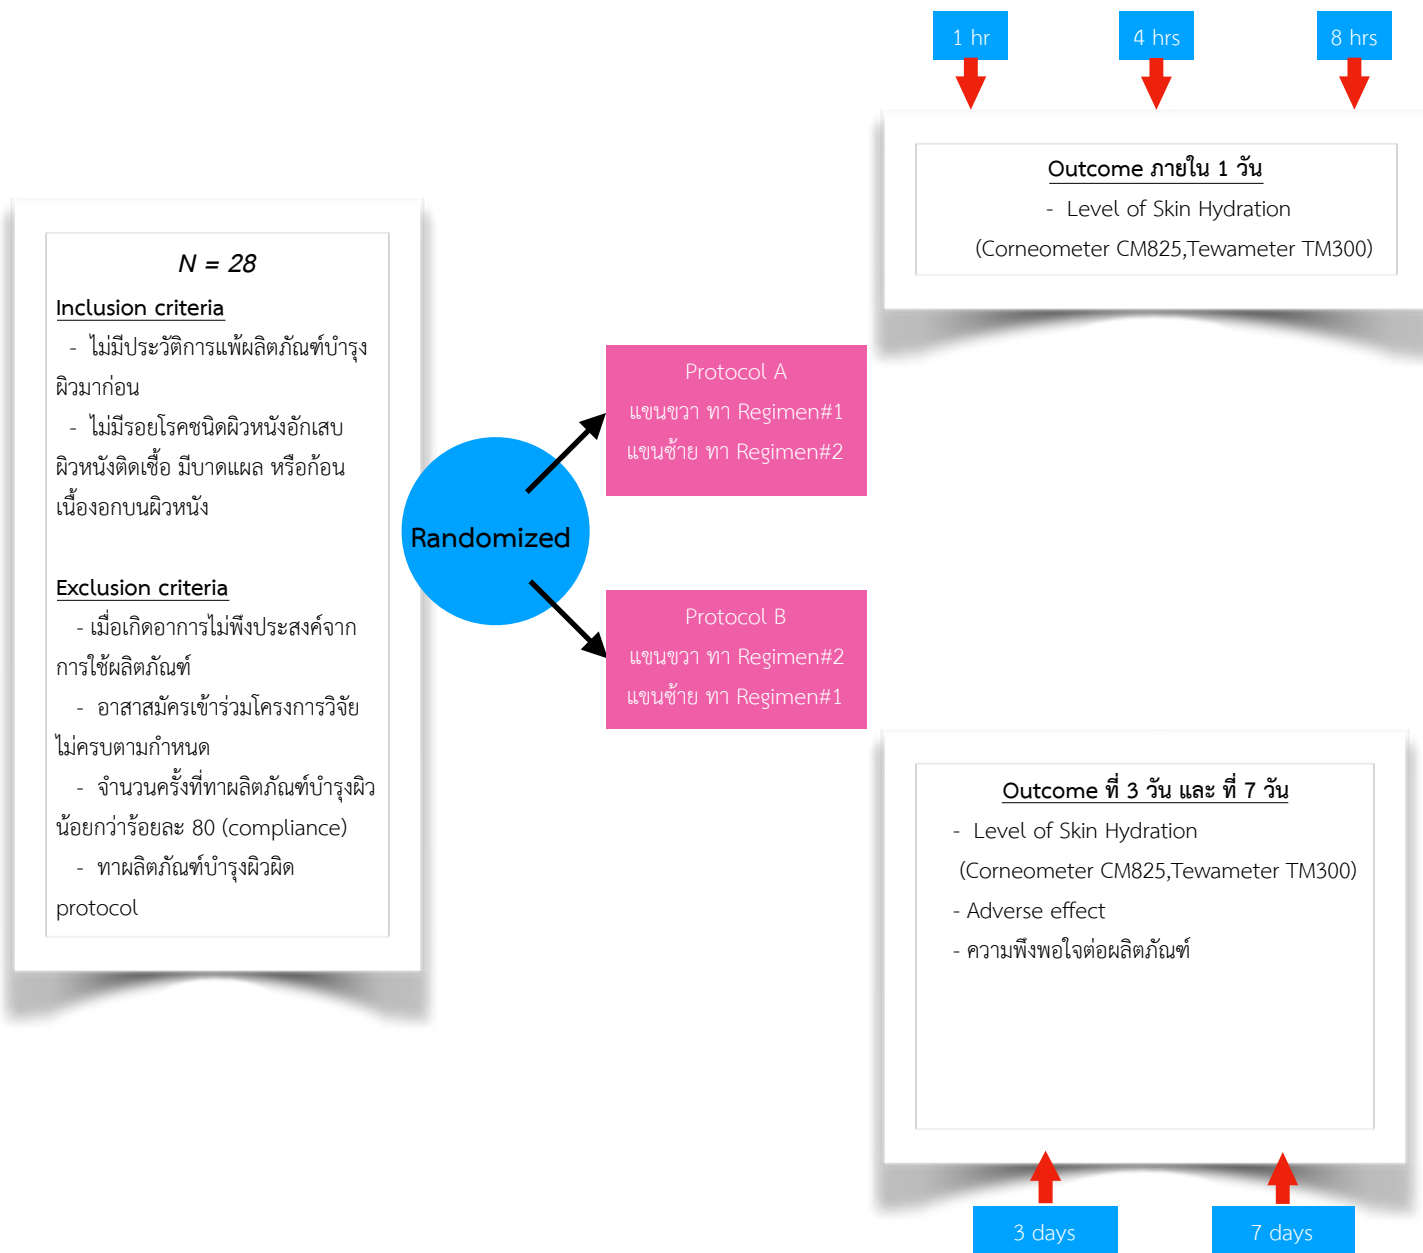 N = 28
Inclusion criteria
- ไม่มีประวัติการแพ้ผลิตภัณฑ์บำรุง
ผิวมาก่อน
- ไม่มีรอยโรคชนิดผิวหนังอักเสบ
ผิวหนังติดเชื้อ มีบาดแผล หรือก้อน
เนื้องอกบนผิวหนัง
Exclusion criteria
- เมื่อเกิดอาการไม่พึงประสงค์จาก
การใช้ผลิตภัณฑ์
- อาสาสมัครเข้าร่วมโครงการวิจัย
ไม่ครบตามกำหนด
- จำนวนครั้งที่ทาผลิตภัณฑ์บำรุงผิว
น้อยกว่าร้อยละ 80 (compliance)
- ทาผลิตภัณฑ์บำรุงผิวผิด
protocol
Randomized
Protocol A
แขนขวา ทา Regimen#1
แขนซ้าย ทา Regimen#2
Protocol B
แขนขวา ทา Regimen#2
แขนซ้าย ทา Regimen#1
1 hr
4 hrs
8 hrs
Outcome ภายใน 1 วัน
- Level of Skin Hydration
(Corneometer CM825,Tewameter TM300)
Outcome ที่ 3 วัน และ ที่ 7 วัน
- Level of Skin Hydration
(Corneometer CM825,Tewameter TM300)
- Adverse effect
- ความพึงพอใจต่อผลิตภัณฑ์
3 days
7 days